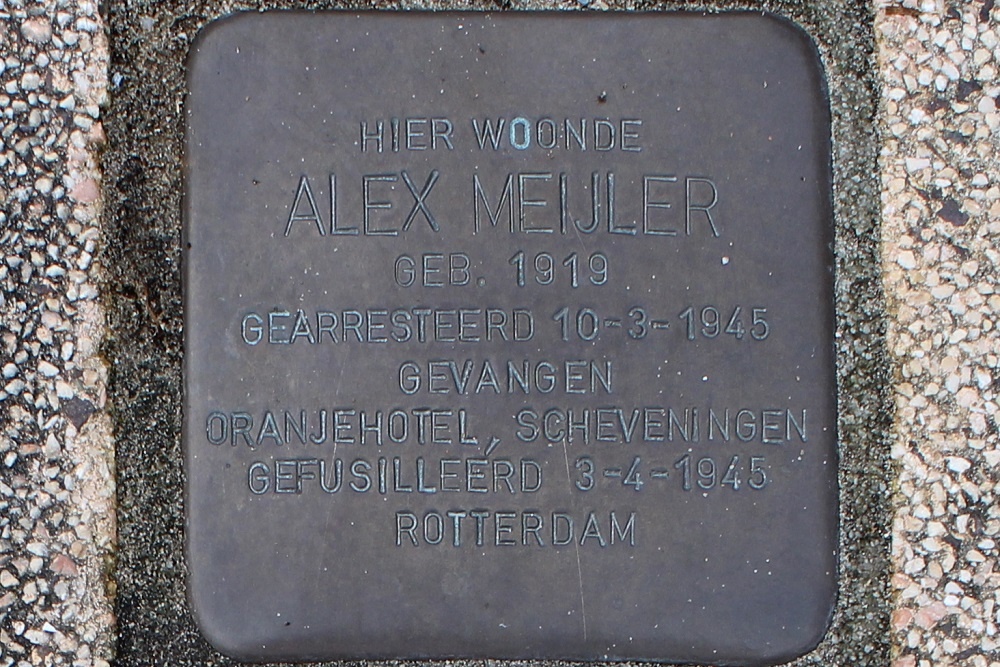 HIER WOONDE
ALEX MEIJLER
GEB. 1919
GEARRESTEERD 10-3-1945
GEVANGEN
ORANJEHOTEL, SCHEVENINGEN
GEFUSILLEERD 3-4-1945
ROTTERDAM